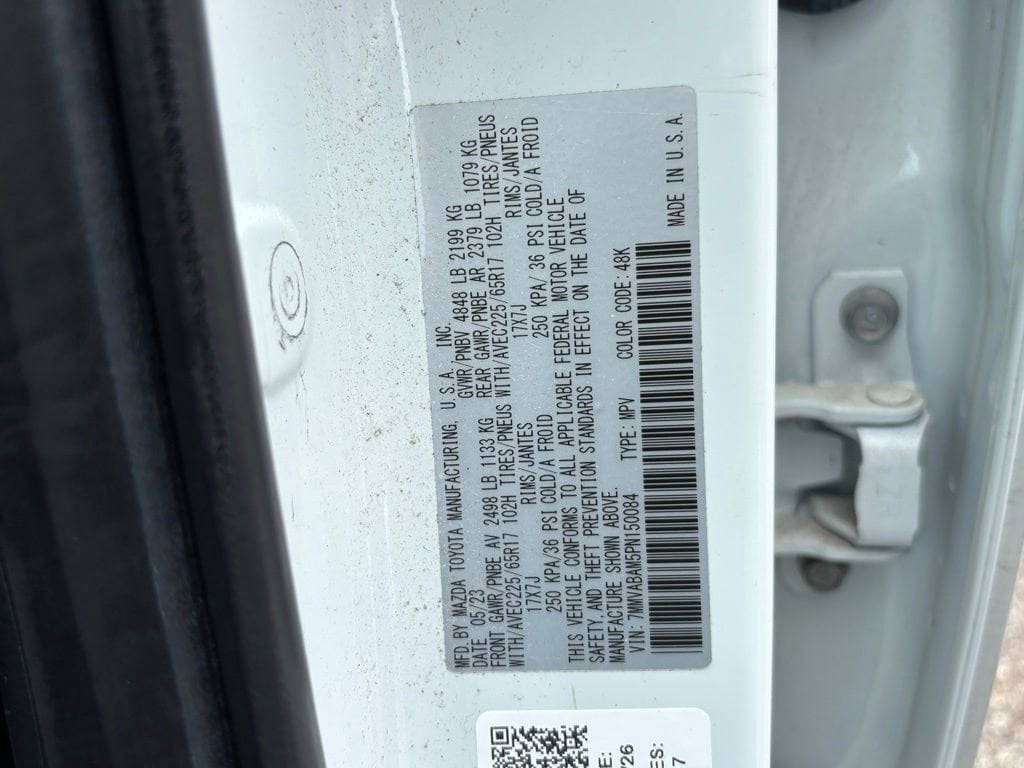 MFD BY MAZDA TOYOTA MANUFACTURING, U.S.A., INC.
DATE 05/23 GVWR/PNBV 4848 LB 2199 KG
FRONT GAWR/PNBE AV 2498 LB 1133 KG REAR GAWR/PNBE AR 2379 LB 1079 KG
WITH/AVEC225/65R17 102H TIRES/PNEUS WITH/AVEC225/65R17 102H TIRES/PNEUS
17X7J RIMS/JANTES 17X7J RIMS/JANTES
250 KPA/36 PSI COLD/A FROID 250 KPA/ 36 PSI COLD/A FROID
THIS VEHICLE CONFORMS TO ALL APPLICABLE FEDERAL MOTOR VEHICLE
SAFETY, AND THEFT PREVENTION STANDARDS IN EFFECT ON THE DATE OF
MANUFACTURE SHOWN ABOVE.
VIN: 7MMVABAM5PN150084 TYPE: MPV COLOR CODE: 48K
MADE IN U.S.A.
E:
/26
ES:
7